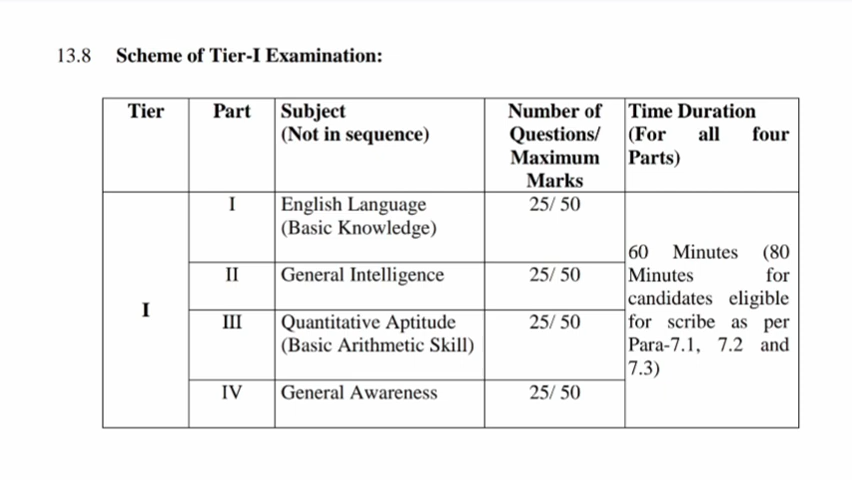 13.8 Scheme of Tier-I Examination:
Tier
Part
Subject
(Not in sequence)
Number of
Questions/
Maximum
Marks
Time Duration
(For all four
Parts)
I
I
English Language
(Basic Knowledge)
25/ 50
II
General Intelligence
25/ 50
III
Quantitative Aptitude
(Basic Arithmetic Skill)
25/ 50
IV
General Awareness
25/ 50
60 Minutes (80
Minutes for
candidates eligible
for scribe as per
Para-7.1, 7.2 and
7.3)